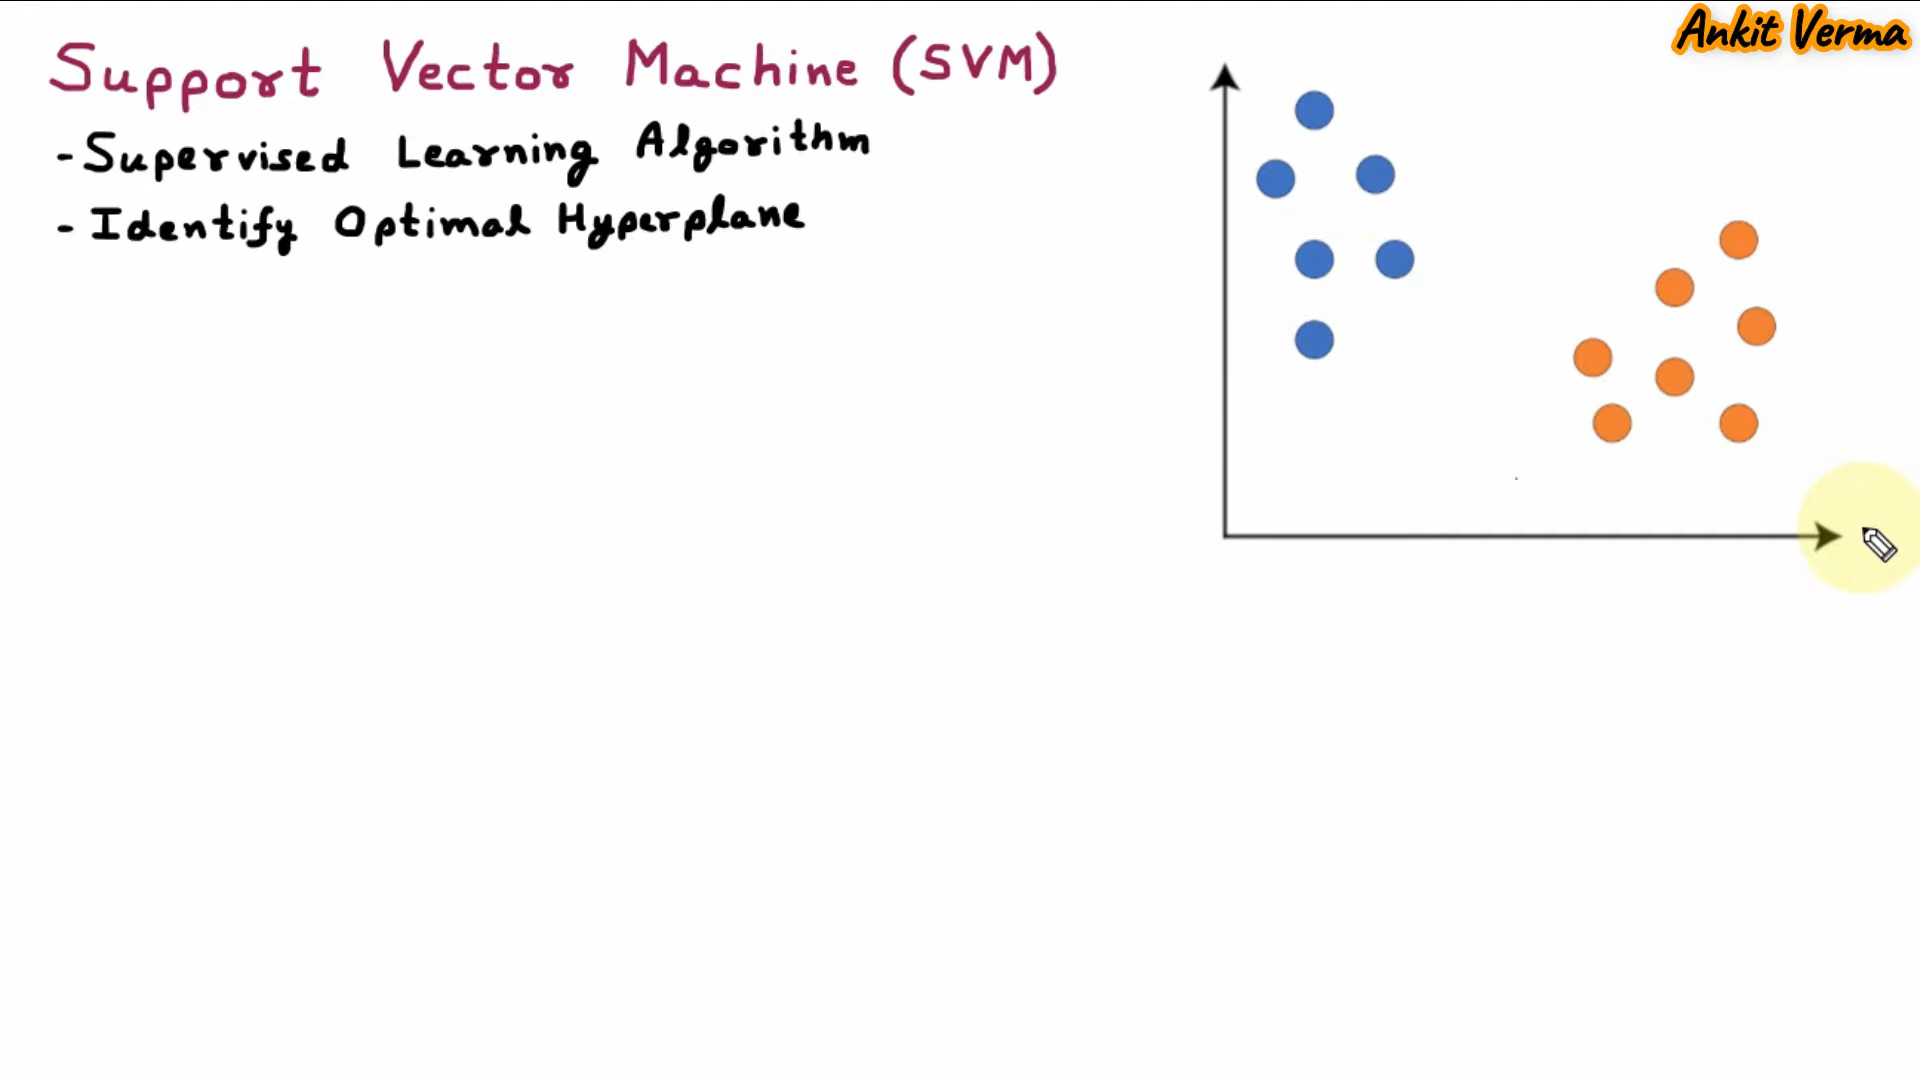 Ankit Verma
Support Vector Machine (SVM)
- Supervised Learning Algorithm
- Identify Optimal Hyperplane